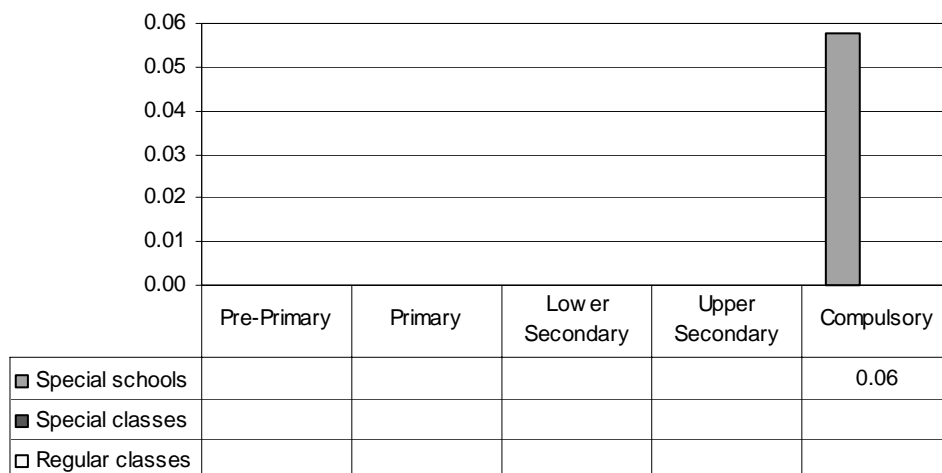 0.06
0.05
0.04
0.03
0.02
0.01
0.00
Pre-Primary Primary Lower Secondary Upper Secondary Compulsory
Special schools 0.06
Special classes
Regular classes